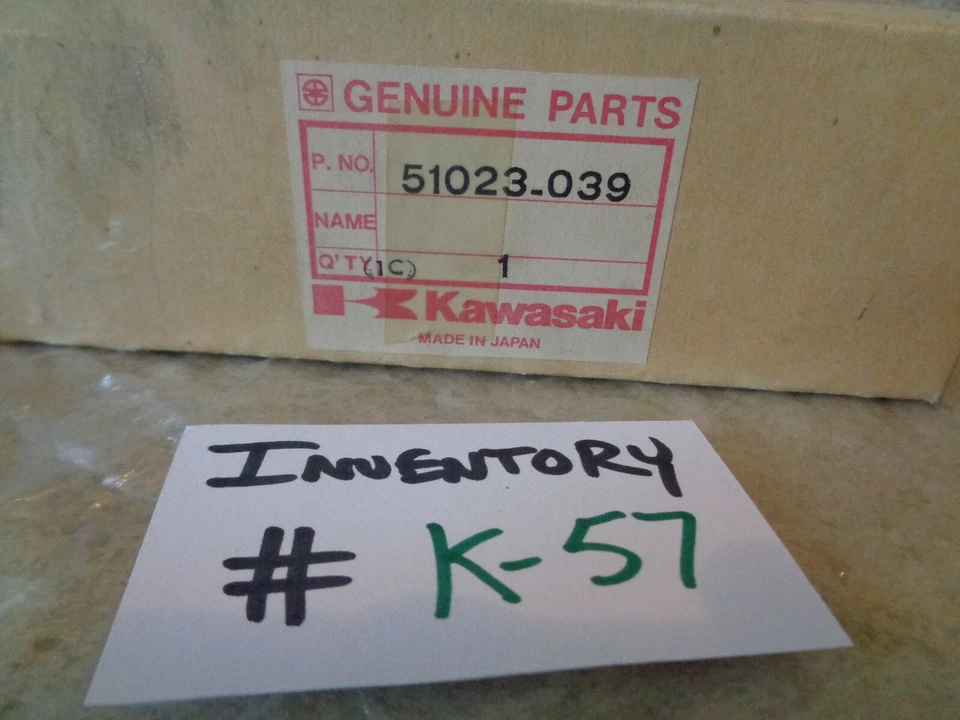 GENUINE PARTS
P. NO. 51023-039
NAME
Q'TY (1C) 1
Kawasaki
MADE IN JAPAN
INVENTORY
# K-57